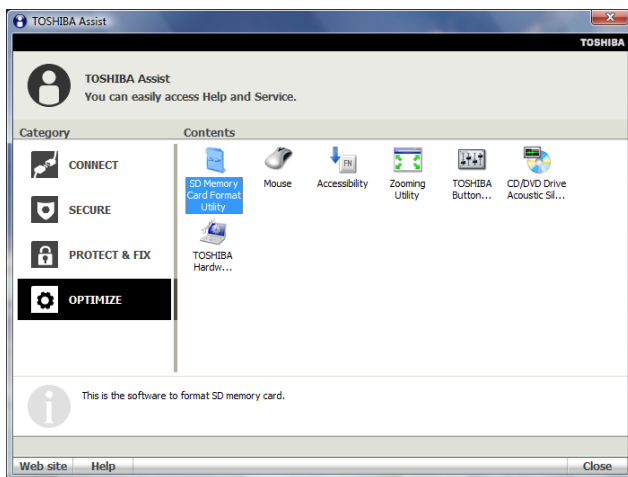 TOSHIBA Assist
TOSHIBA
TOSHIBA Assist
You can easily access Help and Service.
Category
Contents
CONNECT
SECURE
PROTECT & FIX
OPTIMIZE
SD Memory
Card Format
Utility
Mouse
FN
Accessibility
Zooming
Utility
TOSHIBA
Button...
CD/DVD Drive
Acoustic Sil...
TOSHIBA
Hardw...
This is the software to format SD memory card.
Web site
Help
Close